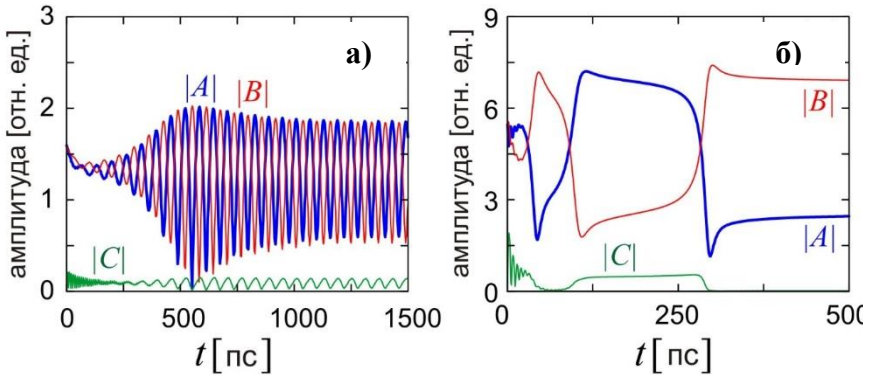 амплитуда [отн. ед.]
3
2
1
0
а)
|A|
|B|
|C|
0
500
1000
1500
t [пс]
амплитуда [отн. ед.]
9
6
3
0
б)
|B|
|A|
|C|
0
250
500
t [пс]